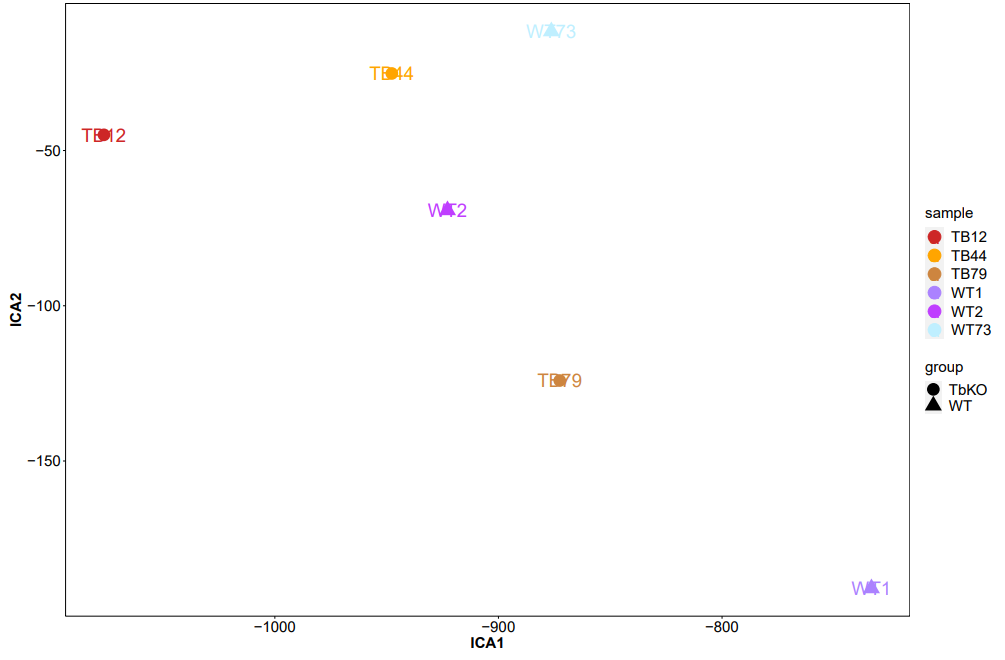 WT73
TB44
TB12
−50
WT2
sample
TB12
TB44
TB79
WT1
WT2
WT73
ICA2
−100
group
TbKO
WT
TB79
−150
WT1
−1000
−900
−800
ICA1